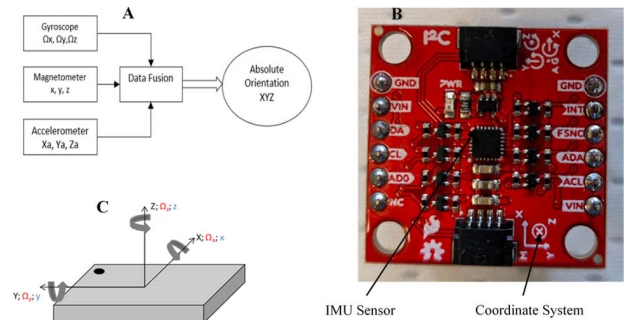 A
Gyroscope
Ωx, Ωy,Ωz
Magnetometer
x, y, z
Accelerometer
Xa, Ya, Za
Data Fusion
Absolute
Orientation
XYZ
B
I²C
PWR
GND
VIN
DA
CL
AD0
NC
GND
INT
FSNC
ADA
ACL
VIN
X
Z
M
Y
IMU Sensor
Coordinate System
C
Z; Ωz; z
X; Ωx; x
Y; Ωy; y